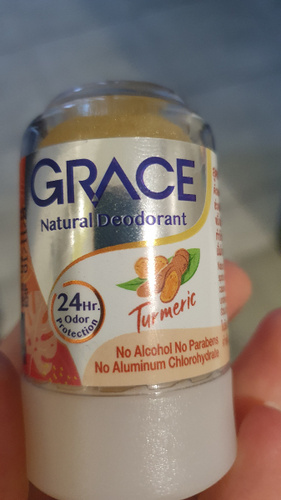 GRACE
Natural Deodorant
24Hr.
Odor
Protection
Turmeric
No Alcohol No Parabens
No Aluminum Chlorohydrate